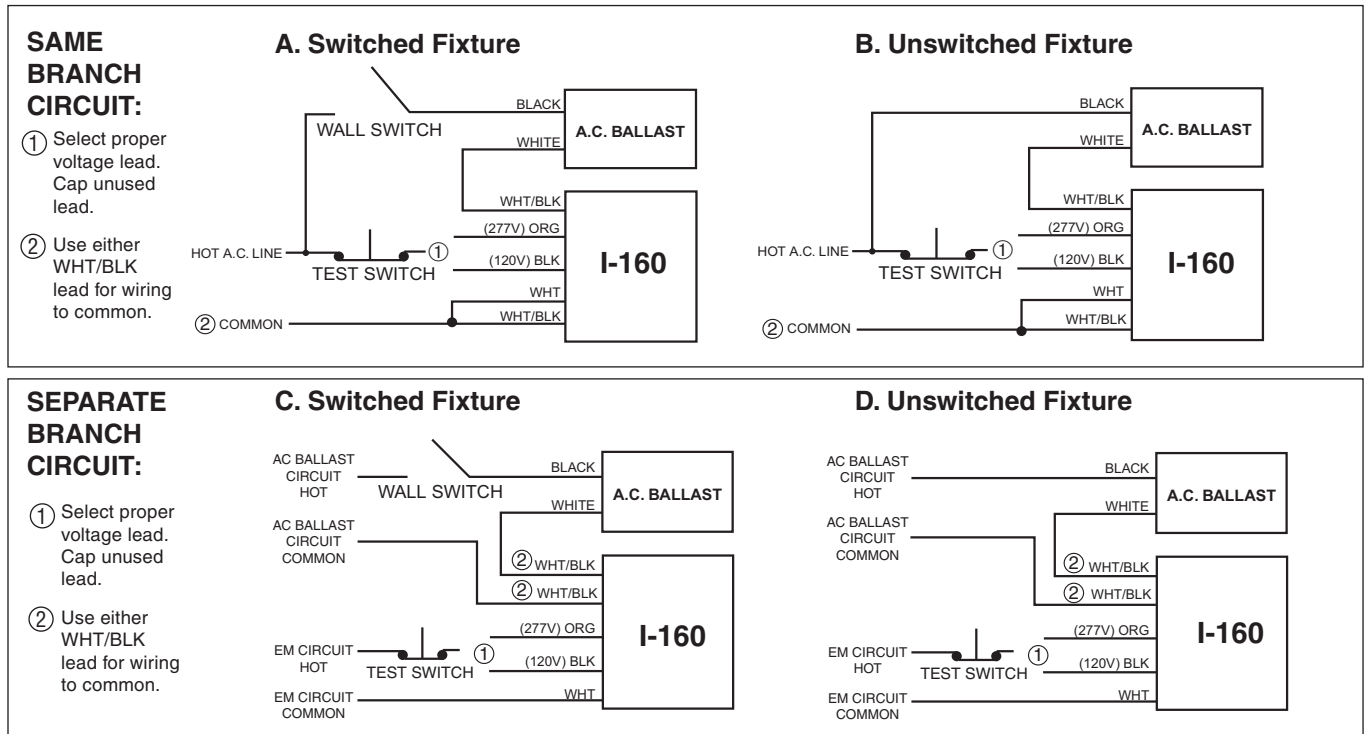 SAME
BRANCH
CIRCUIT:
① Select proper
voltage lead.
Cap unused
lead.
② Use either
WHT/BLK
lead for wiring
to common.
A. Switched Fixture
WALL SWITCH
BLACK
A.C. BALLAST
WHITE
WHT/BLK
(277V) ORG
HOT A.C. LINE
①
TEST SWITCH
(120V) BLK
I-160
WHT
② COMMON
WHT/BLK
B. Unswitched Fixture
BLACK
A.C. BALLAST
WHITE
WHT/BLK
(277V) ORG
HOT A.C. LINE
①
TEST SWITCH
(120V) BLK
I-160
WHT
② COMMON
WHT/BLK
SEPARATE
BRANCH
CIRCUIT:
① Select proper
voltage lead.
Cap unused
lead.
② Use either
WHT/BLK
lead for wiring
to common.
C. Switched Fixture
AC BALLAST
CIRCUIT
HOT
WALL SWITCH
BLACK
A.C. BALLAST
WHITE
AC BALLAST
CIRCUIT
COMMON
② WHT/BLK
② WHT/BLK
(277V) ORG
I-160
EM CIRCUIT
HOT
TEST SWITCH
①
(120V) BLK
EM CIRCUIT
COMMON
WHT
D. Unswitched Fixture
AC BALLAST
CIRCUIT
HOT
BLACK
A.C. BALLAST
WHITE
AC BALLAST
CIRCUIT
COMMON
② WHT/BLK
② WHT/BLK
(277V) ORG
I-160
EM CIRCUIT
HOT
TEST SWITCH
①
(120V) BLK
EM CIRCUIT
COMMON
WHT